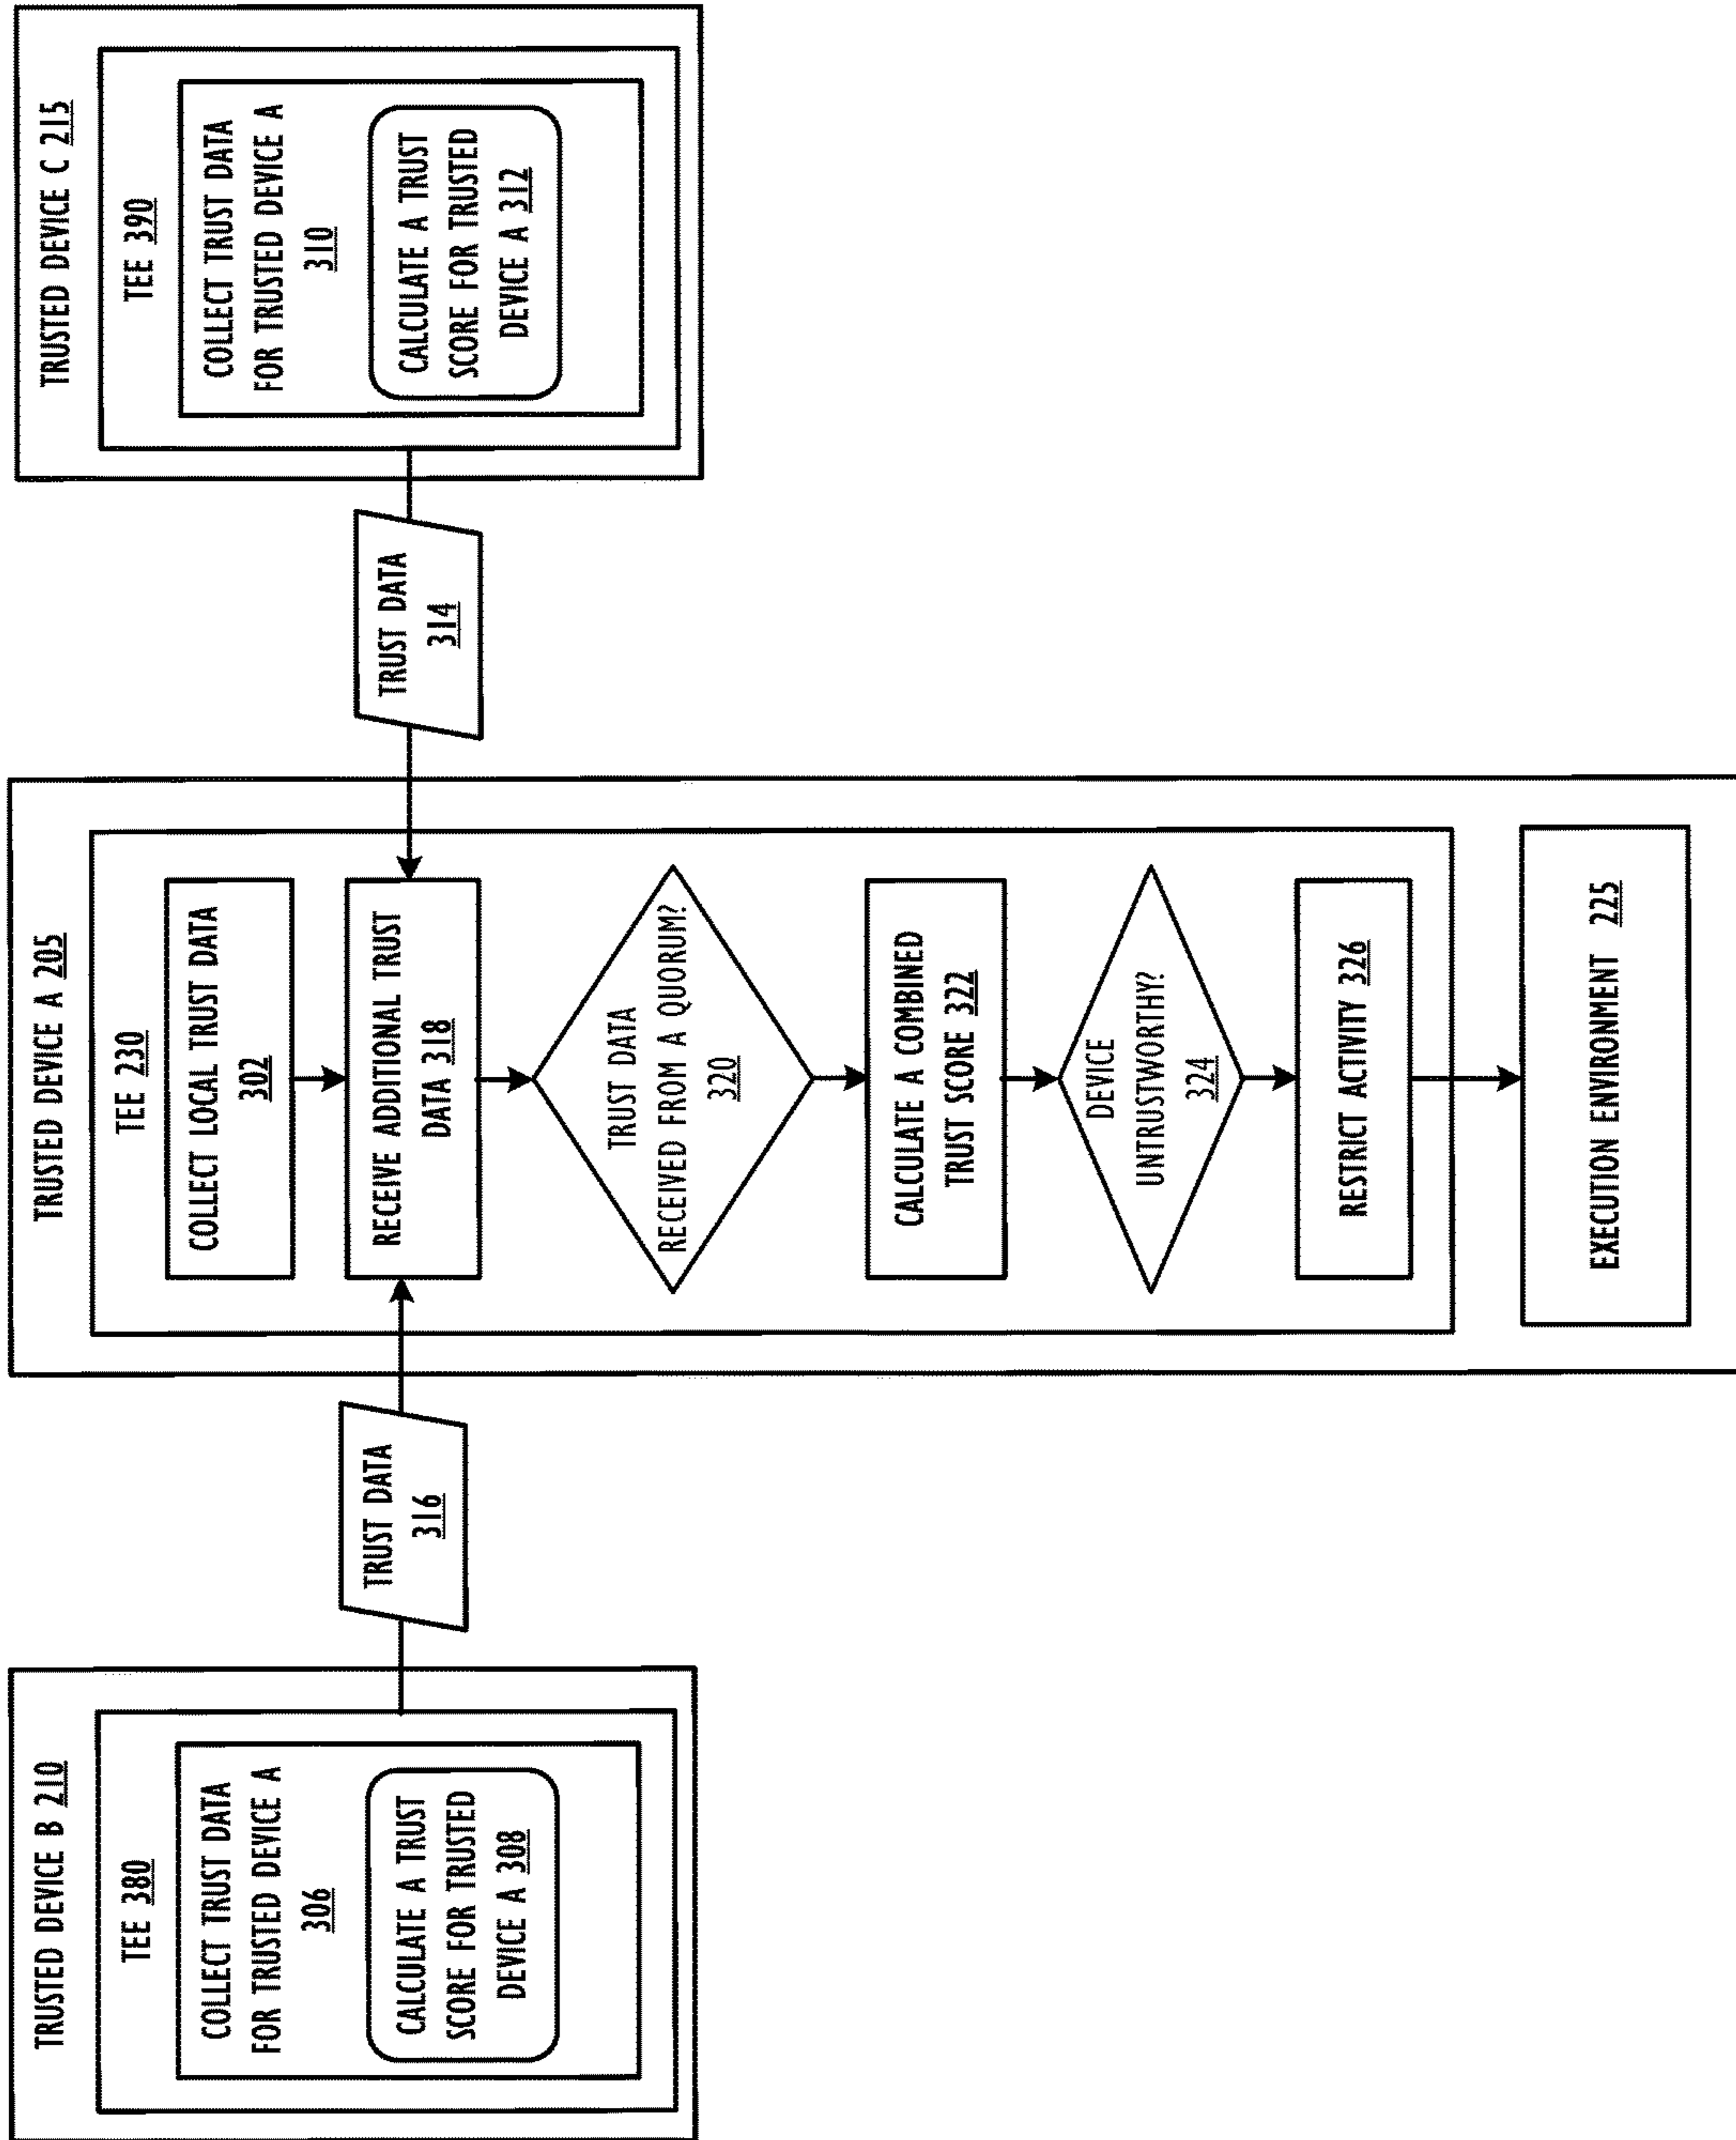 TRUSTED DEVICE B 210
TEE 380
COLLECT TRUST DATA
FOR TRUSTED DEVICE A
306
CALCULATE A TRUST
SCORE FOR TRUSTED
DEVICE A 308
TRUST DATA
316
TRUSTED DEVICE A 205
TEE 230
COLLECT LOCAL TRUST DATA
302
RECEIVE ADDITIONAL TRUST
DATA 318
TRUST DATA
RECEIVED FROM A QUORUM?
320
CALCULATE A COMBINED
TRUST SCORE 322
DEVICE
UNTRUSTWORTHY?
324
RESTRICT ACTIVITY 326
EXECUTION ENVIRONMENT 225
TRUST DATA
314
TRUSTED DEVICE C 215
TEE 390
COLLECT TRUST DATA
FOR TRUSTED DEVICE A
310
CALCULATE A TRUST
SCORE FOR TRUSTED
DEVICE A 312